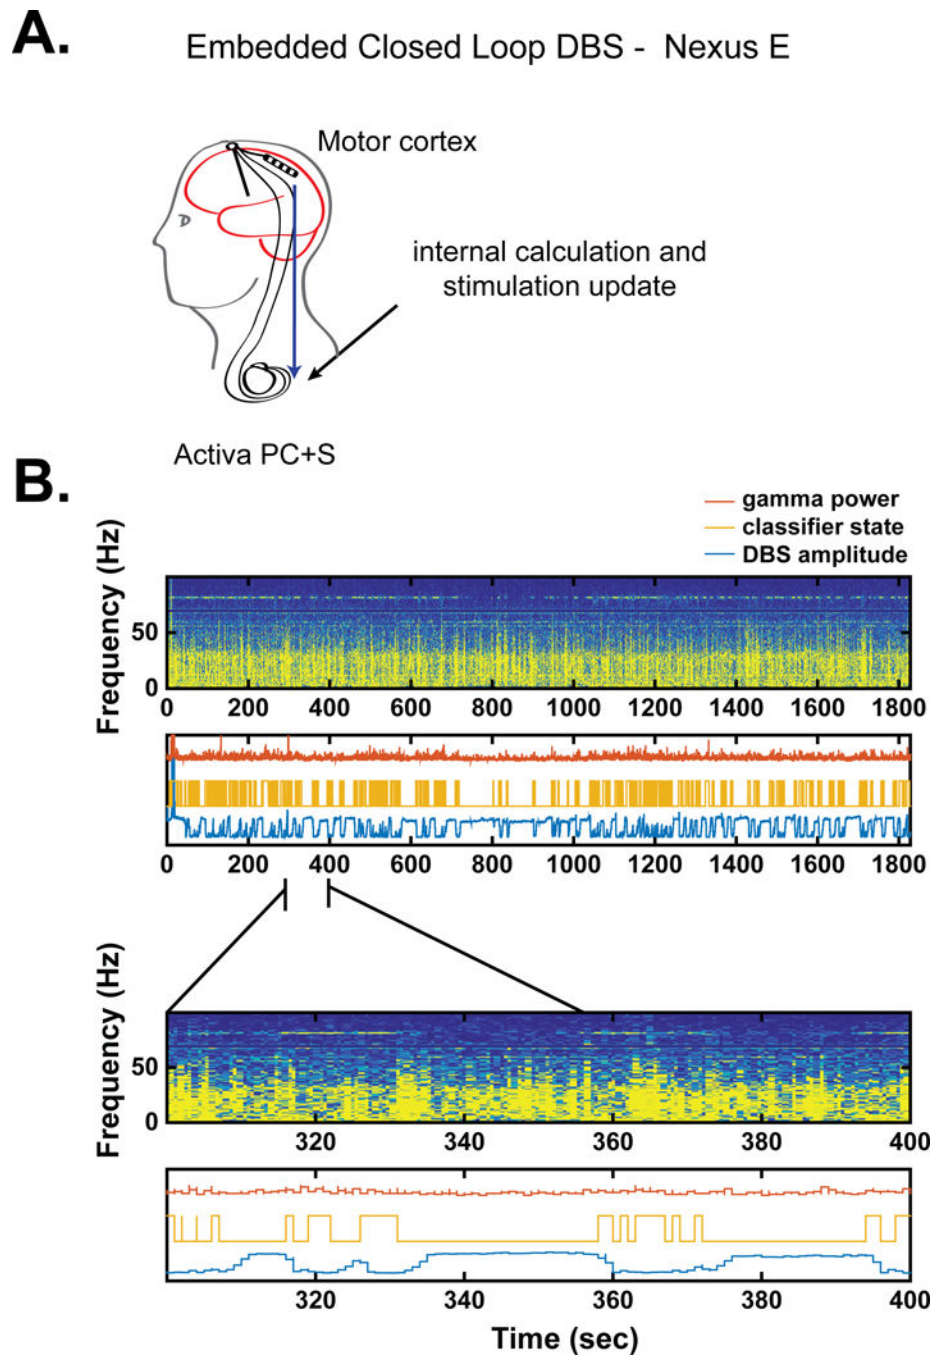 A.
Embedded Closed Loop DBS - Nexus E
Motor cortex
internal calculation and
stimulation update
Activa PC+S
B.
gamma power
classifier state
DBS amplitude
Frequency (Hz)
50
0
0 200 400 600 800 1000 1200 1400 1600 1800
0 200 400 600 800 1000 1200 1400 1600 1800
Frequency (Hz)
50
0
320 340 360 380 400
320 340 360 380 400
Time (sec)